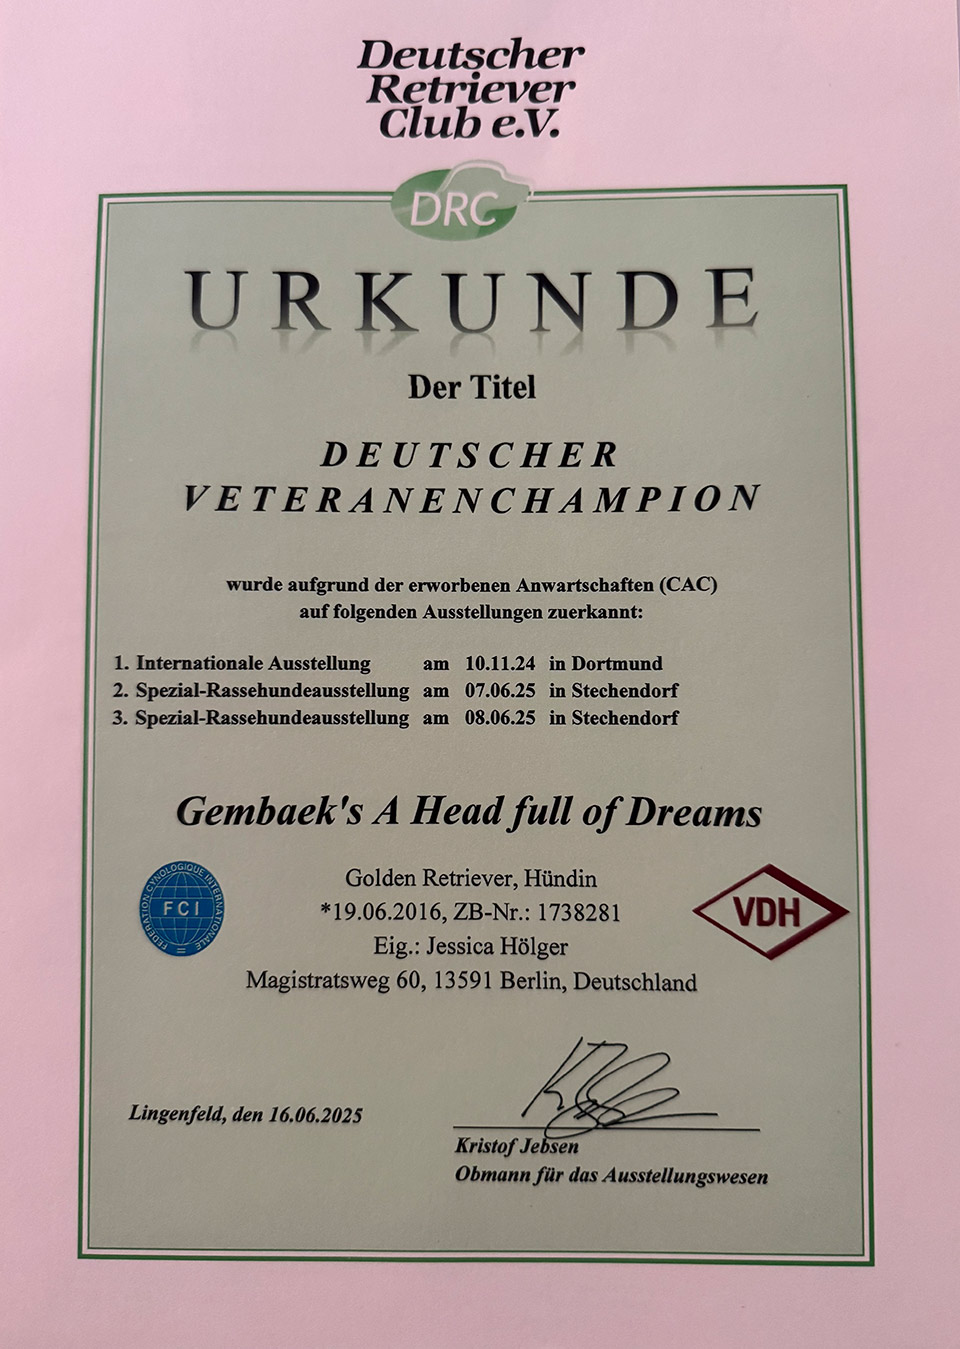 Deutscher
Retriever
Club e.V.
DRC
URKUNDE
Der Titel
DEUTSCHER
VETERANENCHAMPION
wurde aufgrund der erworbenen Anwartschaften (CAC)
auf folgenden Ausstellungen zuerkannt:
1. Internationale Ausstellung am 10.11.24 in Dortmund
2. Spezial-Rassehundeausstellung am 07.06.25 in Stechendorf
3. Spezial-Rassehundeausstellung am 08.06.25 in Stechendorf
Gembaek's A Head full of Dreams
FEDERATION CYNOLOGIQUE INTERNATIONALE
FCI
Golden Retriever, Hündin
*19.06.2016, ZB-Nr.: 1738281
Eig.: Jessica Hölger
Magistratsweg 60, 13591 Berlin, Deutschland
VDH
Lingenfeld, den 16.06.2025
Kristof Jebsen
Obmann für das Ausstellungswesen